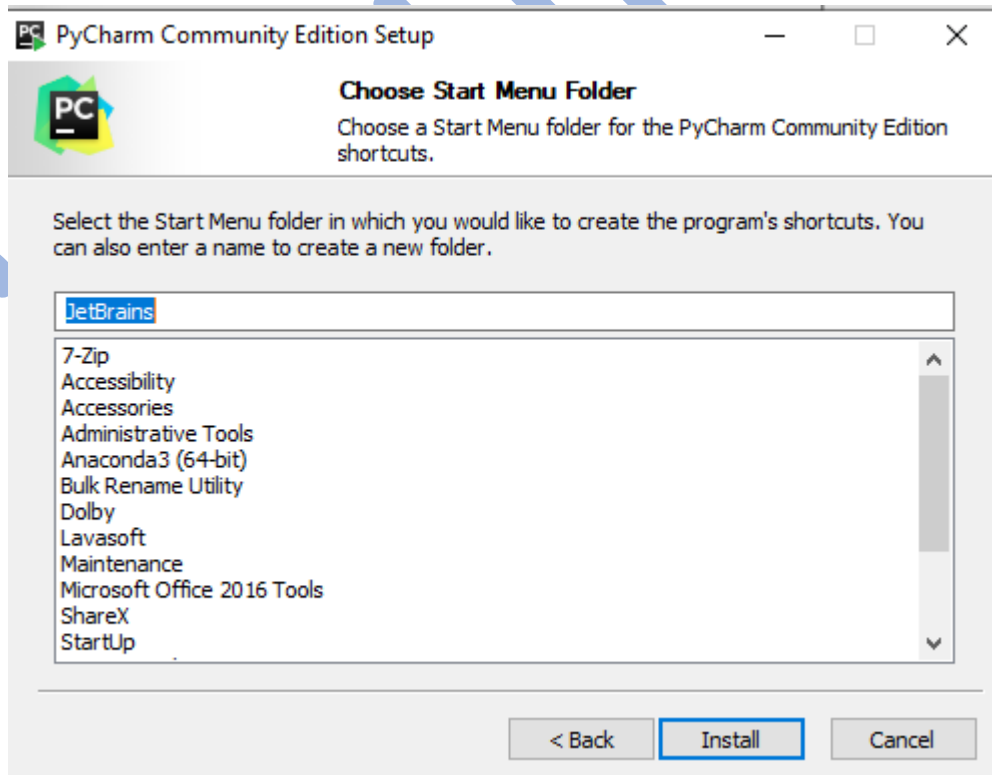 PyCharm Community Edition Setup
PC
Choose Start Menu Folder
Choose a Start Menu folder for the PyCharm Community Edition
shortcuts.
Select the Start Menu folder in which you would like to create the program's shortcuts. You
can also enter a name to create a new folder.
JetBrains
7-Zip
Accessibility
Accessories
Administrative Tools
Anaconda3 (64-bit)
Bulk Rename Utility
Dolby
Lavasoft
Maintenance
Microsoft Office 2016 Tools
ShareX
StartUp
< Back
Install
Cancel